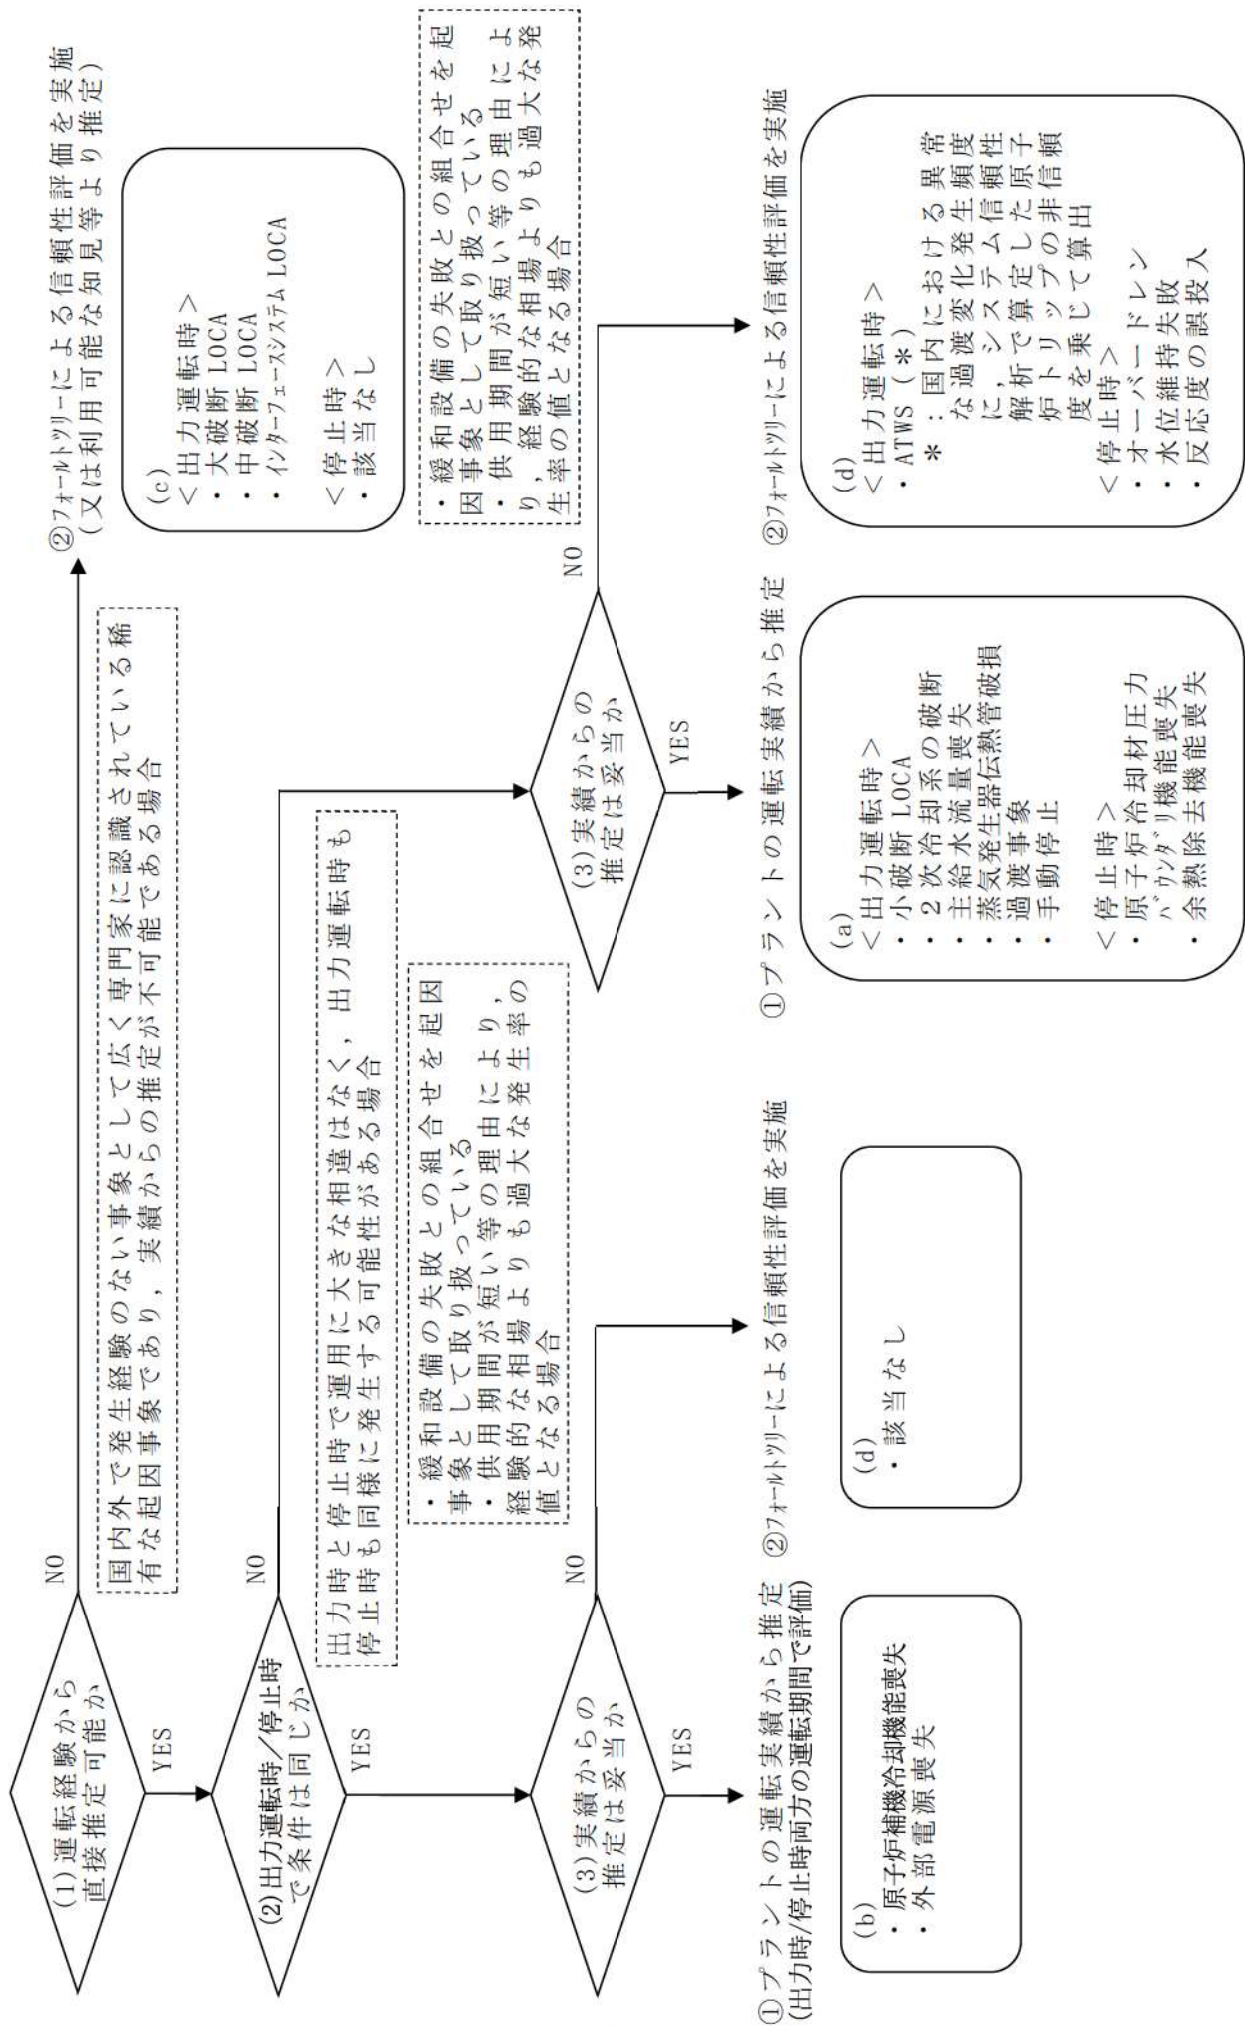 (1)運転経験から
直接推定可能か
NO
YES
国内外で発生経験のない事象として広く専門家に認識されている稀
有な起因事象であり，実績からの推定が不可能である場合
②フォールトツリーによる信頼性評価を実施
(又は利用可能な知見等より推定)
(c)
＜出力運転時＞
・大破断 LOCA
・中破断 LOCA
・インターフェースシステム LOCA
＜停止時＞
・該当なし
(2)出力運転時／停止時
で条件は同じか
NO
YES
出力時と停止時で運用に大きな相違はなく，出力運転時も
停止時も同様に発生する可能性がある場合
(3)実績からの
推定は妥当か
NO
YES
・緩和設備の失敗との組合せを起因
事象として取り扱っている
・供用期間が短い等の理由により，
経験的な相場よりも過大な発生率の
値となる場合
①プラントの運転実績から推定
(出力時/停止時両方の運転期間で評価)
(b)
・原子炉補機冷却機能喪失
・外部電源喪失
②フォールトツリーによる信頼性評価を実施
(d)
・該当なし
(3)実績からの
推定は妥当か
NO
YES
・緩和設備の失敗との組合せを起
因事象として取り扱っている
・供用期間が短い等の理由によ
り，経験的な相場よりも過大な発
生率の値となる場合
①プラントの運転実績から推定
(a)
＜出力運転時＞
・小破断 LOCA
・２次冷却系の破断
・主給水流量喪失
・蒸気発生器伝熱管破損
・過渡事象
・手動停止
＜停止時＞
・原子炉冷却材圧力
バウンダリ機能喪失
・余熱除去機能喪失
②フォールトツリーによる信頼性評価を実施
(d)
＜出力運転時＞
・ATWS（＊）
＊：国内における異常
な過渡変化発生頻度
に，システム信頼性
解析で算定した原子
炉トリップの非信頼
度を乗じて算出
＜停止時＞
・オーバードレン
・水位維持失敗
・反応度の誤投入